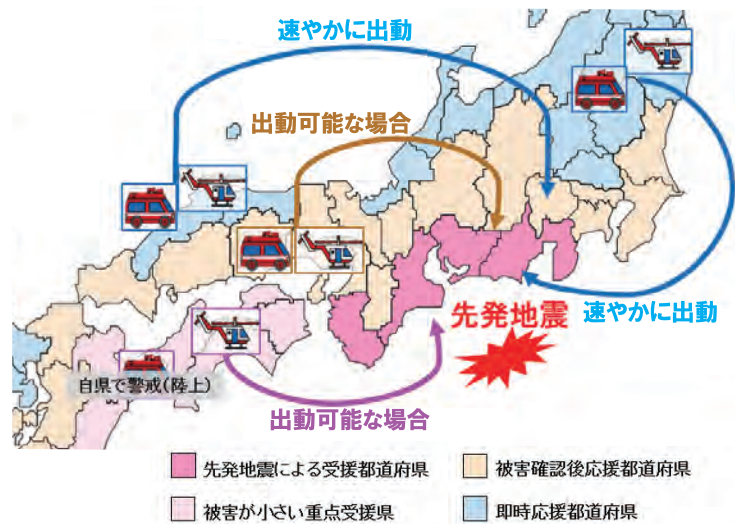 速やかに出動
出動可能な場合
先発地震
速やかに出動
自県で警戒(陸上)
出動可能な場合
先発地震による受援都道府県
被害確認後応援都道府県
被害が小さい重点受援県
即時応援都道府県